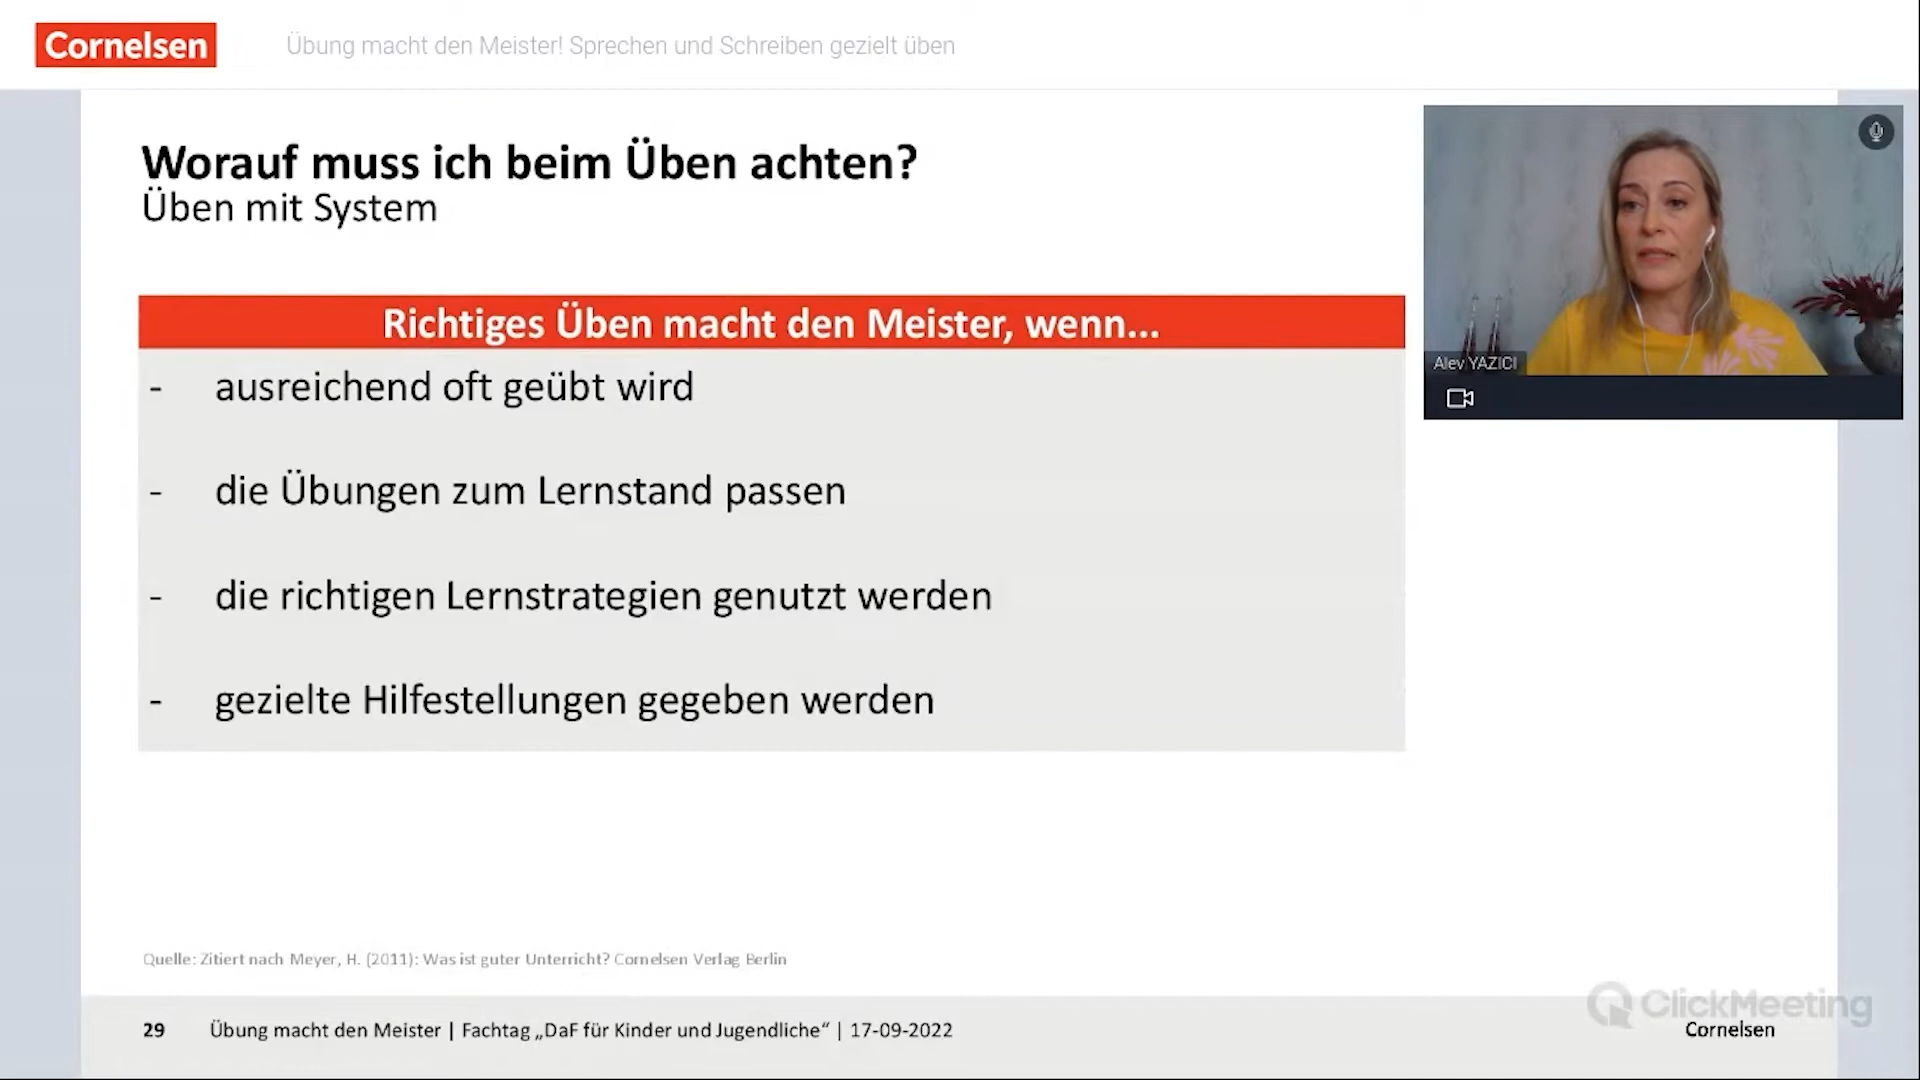 Cornelsen
Übung macht den Meister! Sprechen und Schreiben gezielt üben
Worauf muss ich beim Üben achten?
Üben mit System
Richtiges Üben macht den Meister, wenn...
- ausreichend oft geübt wird
- die Übungen zum Lernstand passen
- die richtigen Lernstrategien genutzt werden
- gezielte Hilfestellungen gegeben werden
Alev YAZICI
Quelle: Zitiert nach Meyer, H. (2011): Was ist guter Unterricht? Cornelsen Verlag Berlin
ClickMeeting
29 Übung macht den Meister | Fachtag „DaF für Kinder und Jugendliche“ | 17-09-2022
Cornelsen